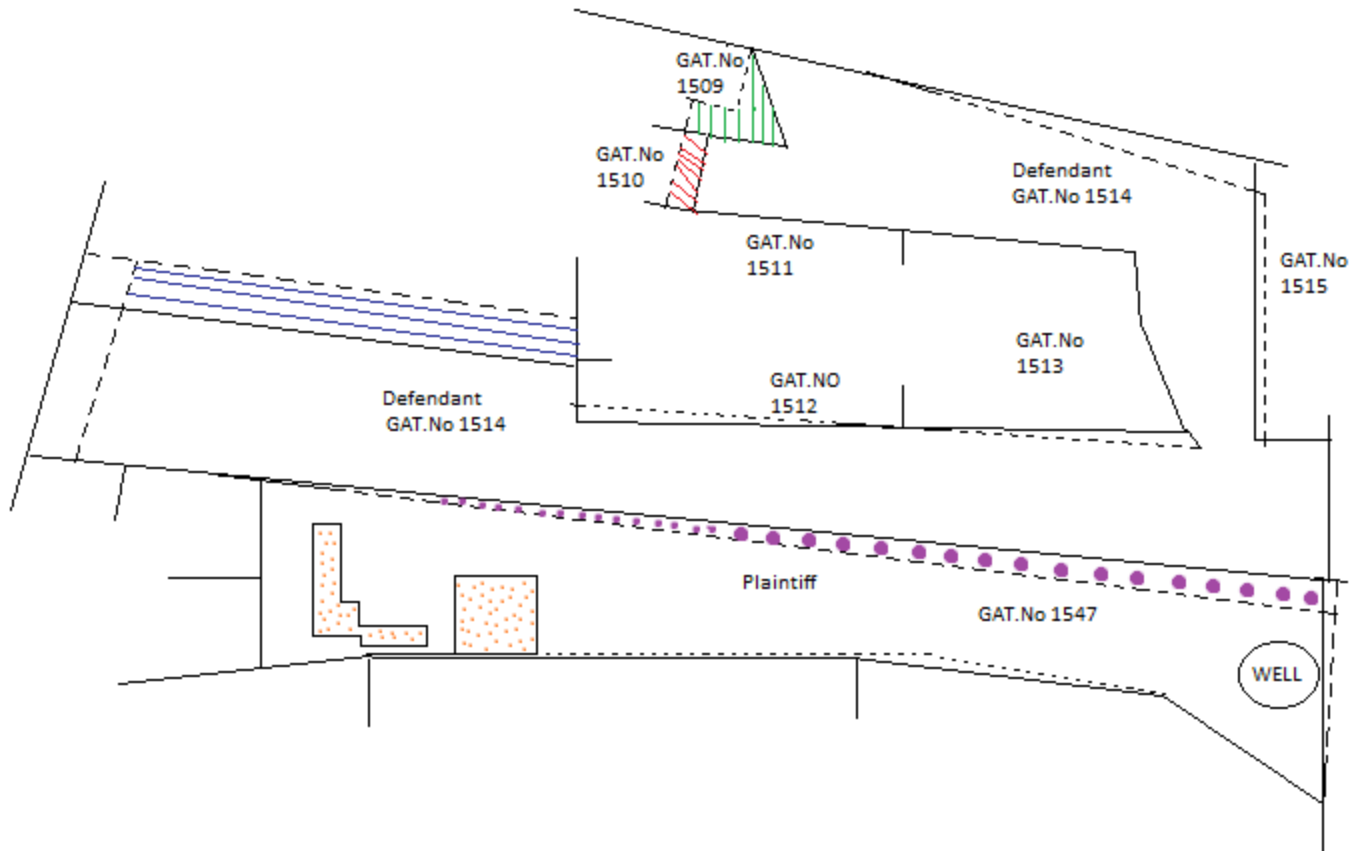 GAT.No
1509
GAT.No
1510
Defendant
GAT.No 1514
GAT.No
1511
GAT.No
1515
GAT.No
1513
GAT.NO
1512
Defendant
GAT.No 1514
Plaintiff
GAT.No 1547
WELL